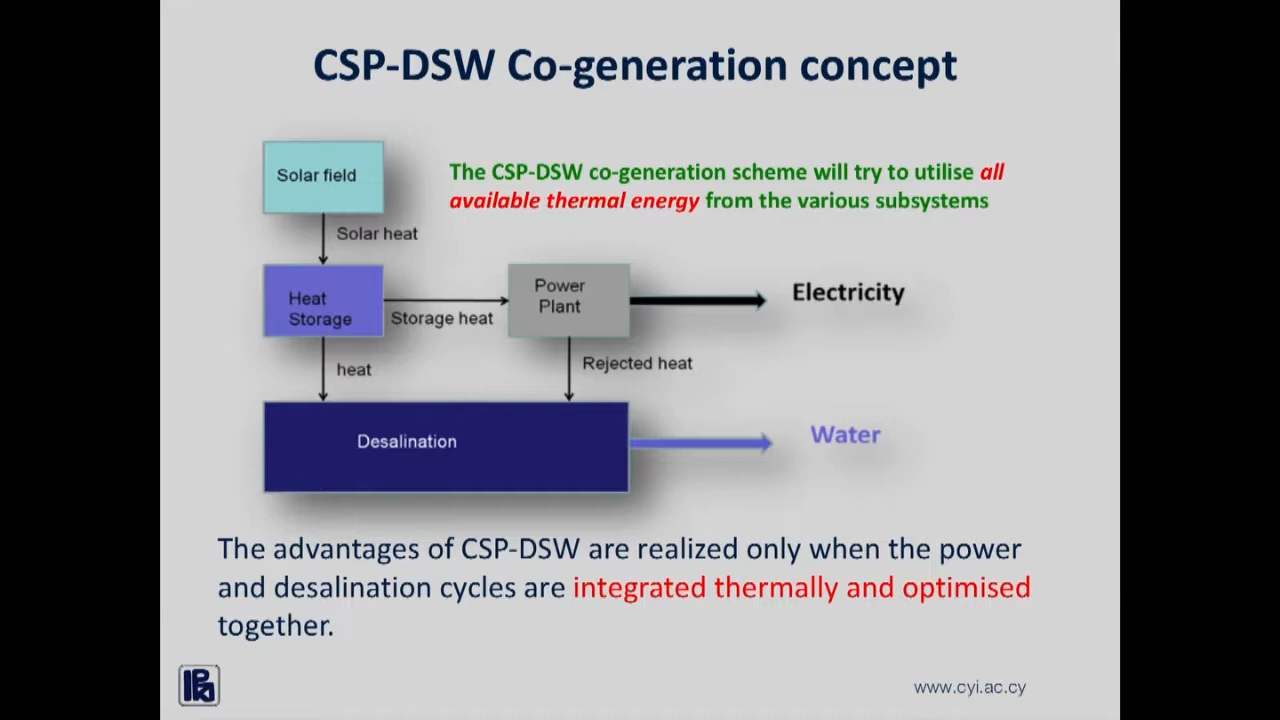 CSP-DSW Co-generation concept
Solar field
The CSP-DSW co-generation scheme will try to utilise all
available thermal energy from the various subsystems
Solar heat
Heat
Storage
Storage heat
Power
Plant
Electricity
heat
Rejected heat
Desalination
Water
The advantages of CSP-DSW are realized only when the power
and desalination cycles are integrated thermally and optimised
together.
www.cyi.ac.cy